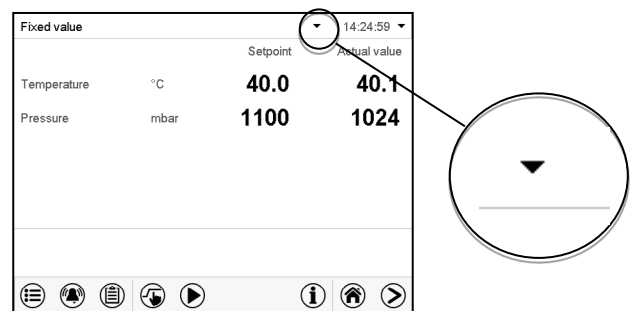 Fixed value 14:24:59
Setpoint Actual value
Temperature °C 40.0 40.1
Pressure mbar 1100 1024